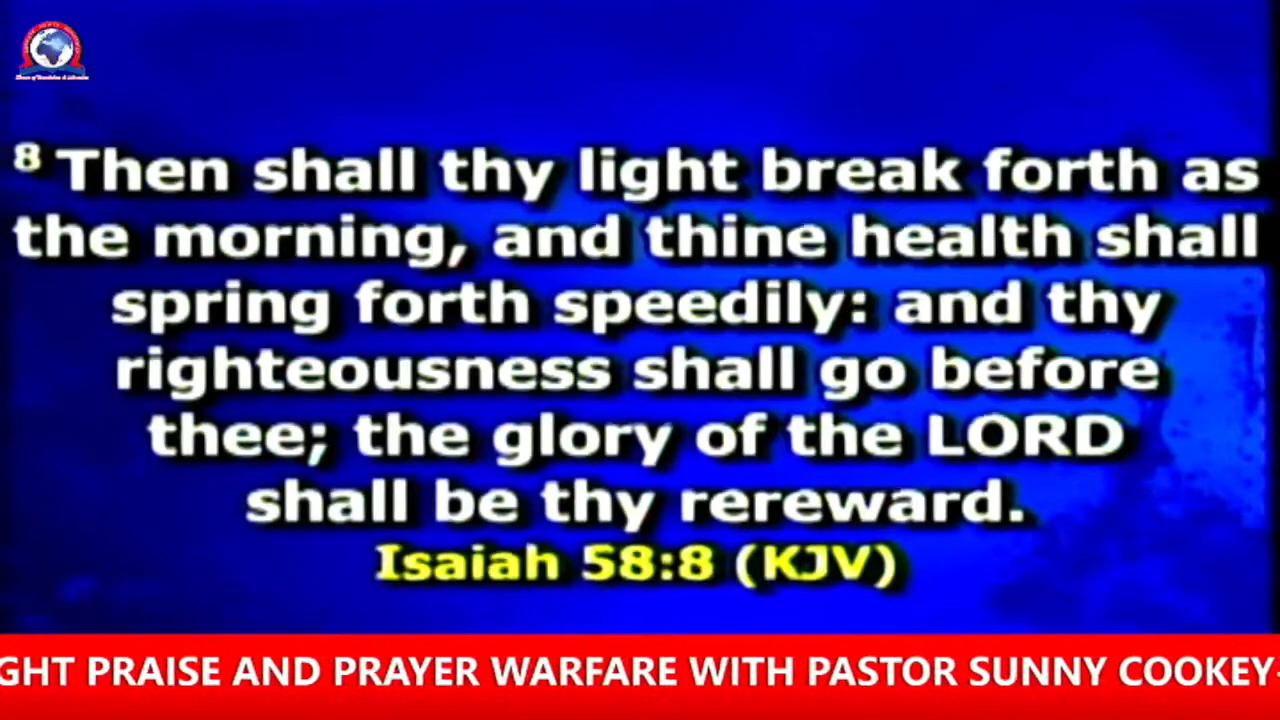 8 Then shall thy light break forth as
the morning, and thine health shall
spring forth speedily: and thy
righteousness shall go before
thee; the glory of the LORD
shall be thy rereward.
Isaiah 58:8 (KJV)
GHT PRAISE AND PRAYER WARFARE WITH PASTOR SUNNY COOKEY-